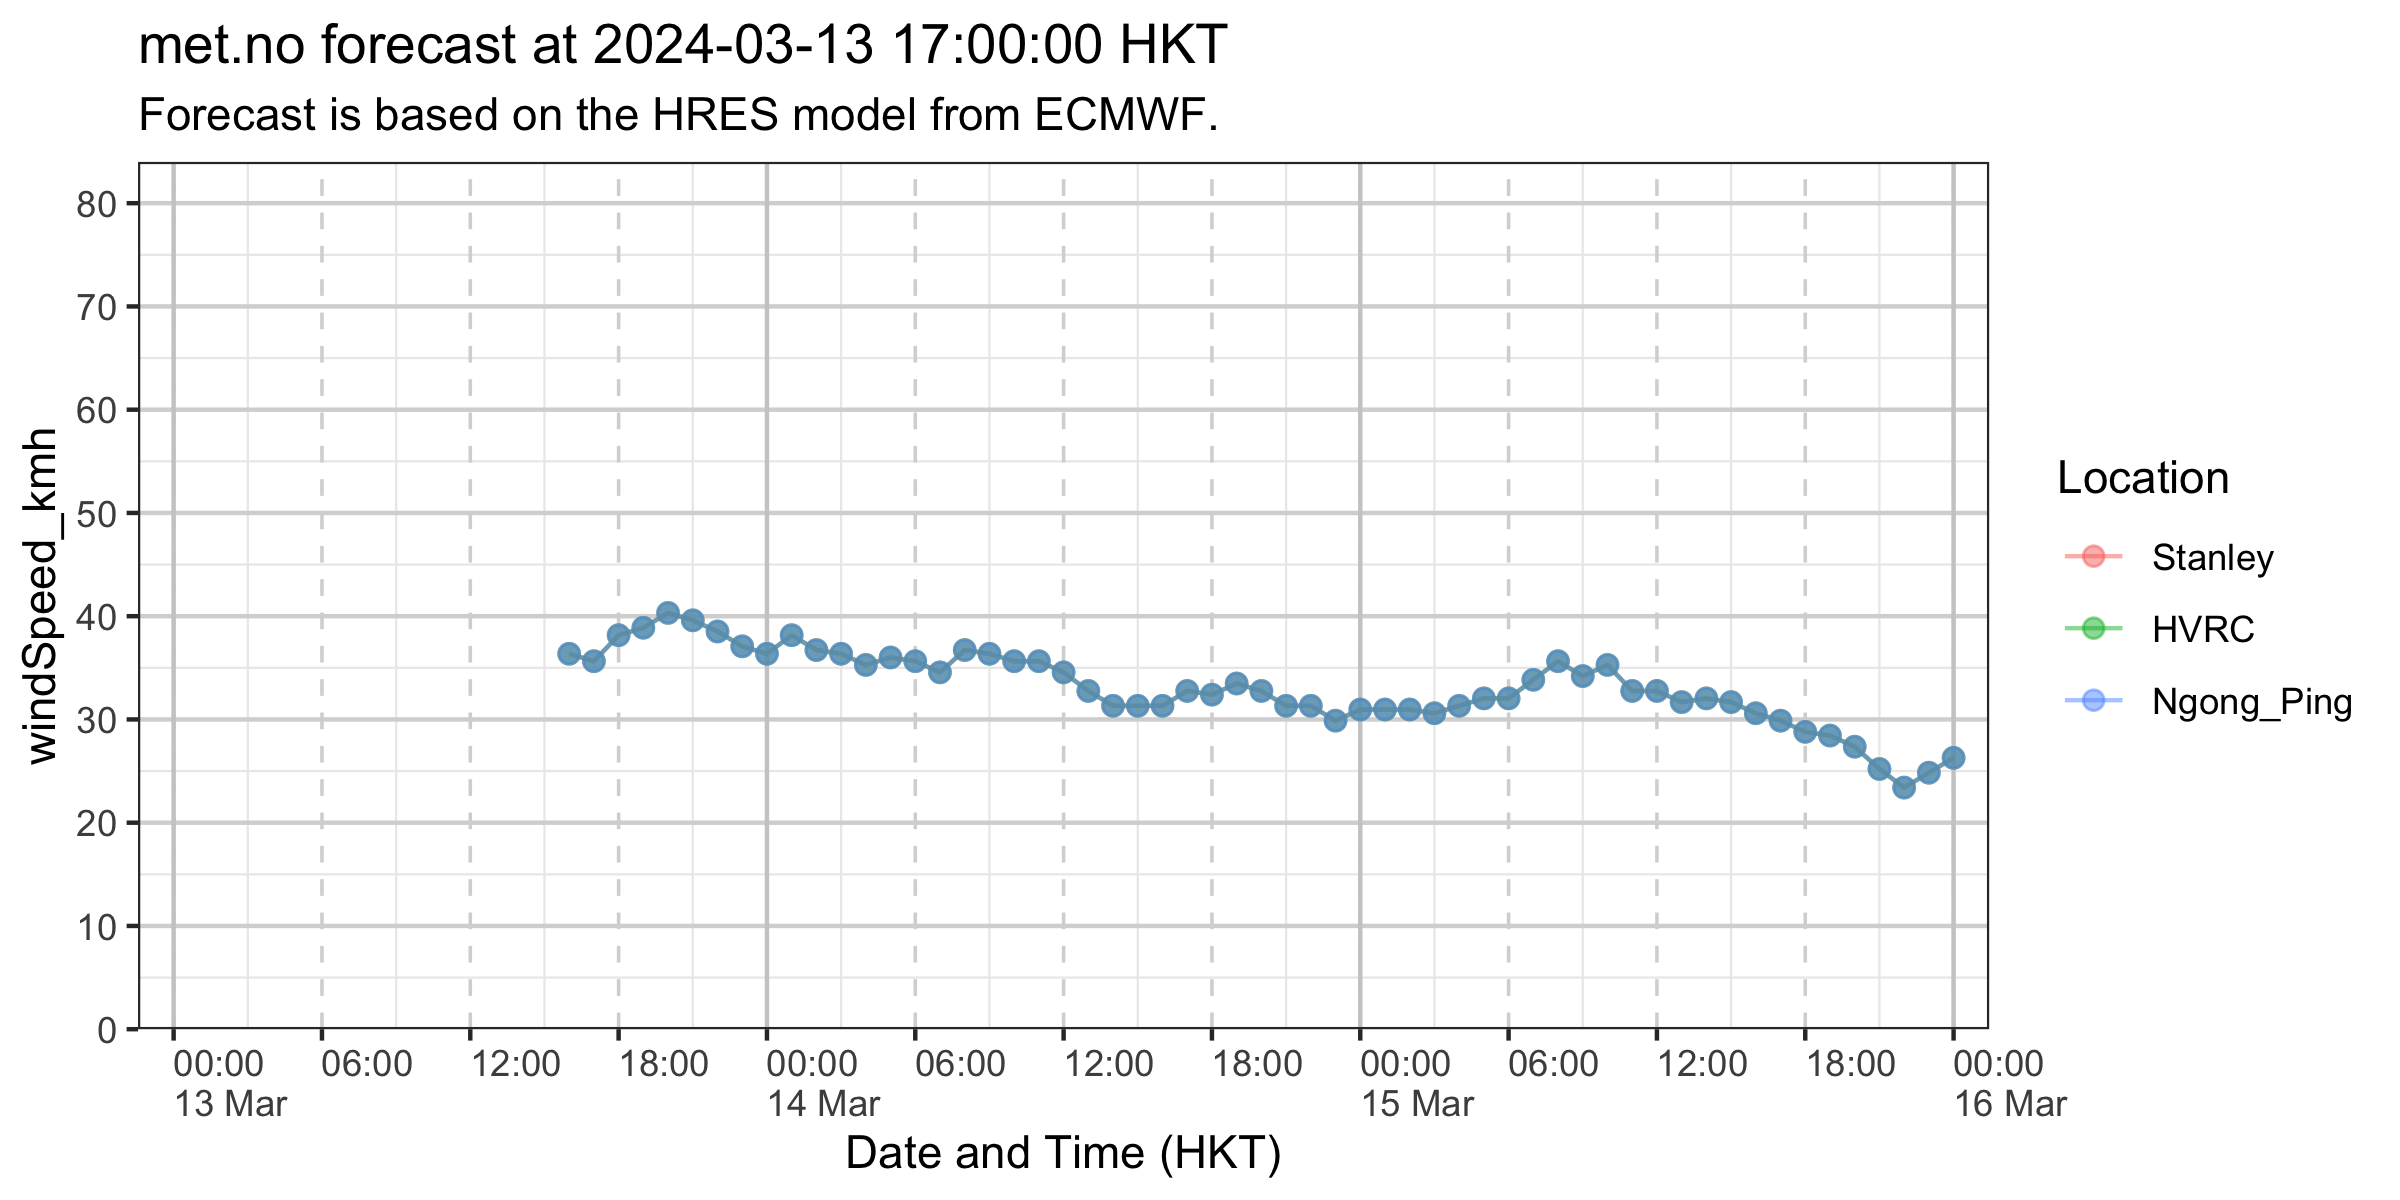 met.no forecast at 2024-03-13 17:00:00 HKT
Forecast is based on the HRES model from ECMWF.
windSpeed_kmh
80
70
60
50
40
30
20
10
0
00:00 06:00 12:00 18:00 00:00 06:00 12:00 18:00 00:00 06:00 12:00 18:00 00:00
13 Mar 14 Mar 15 Mar 16 Mar
Date and Time (HKT)
Location
Stanley
HVRC
Ngong_Ping